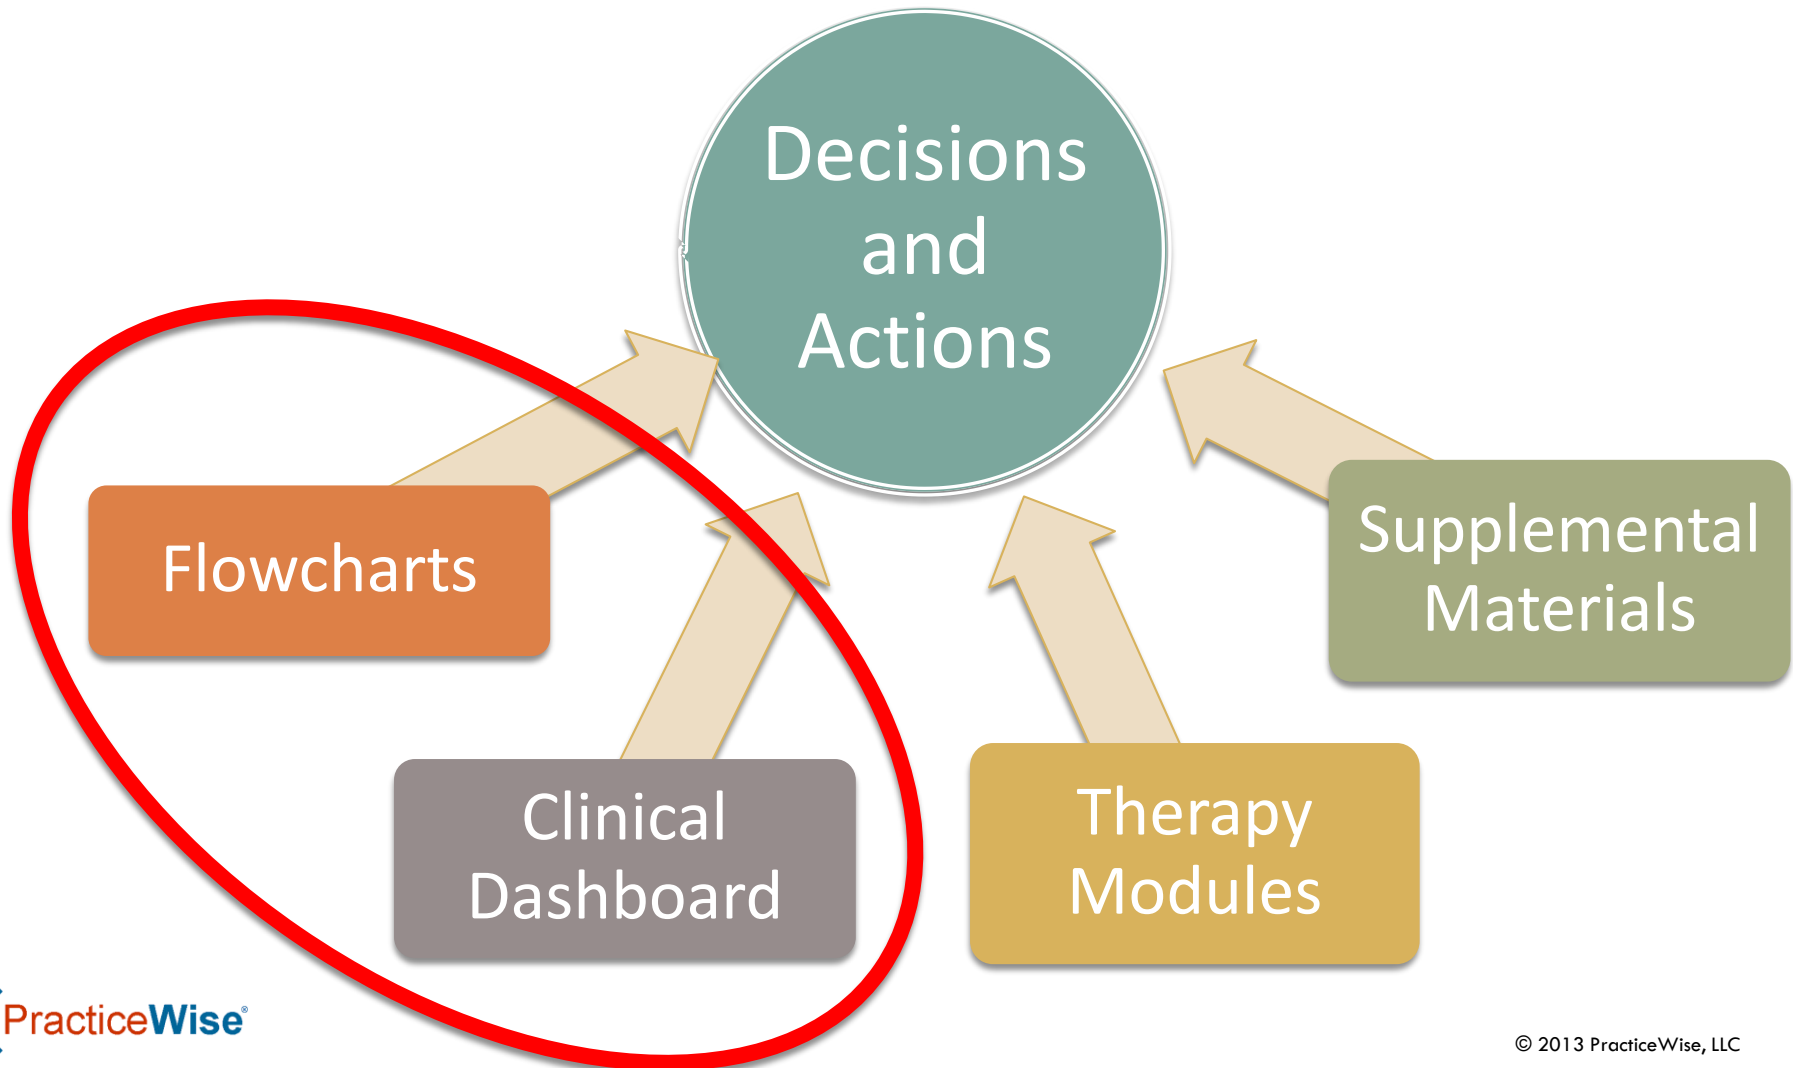 Decisions
and
Actions
Flowcharts
Supplemental
Materials
Clinical
Dashboard
Therapy
Modules
PracticeWise®
© 2013 PracticeWise, LLC